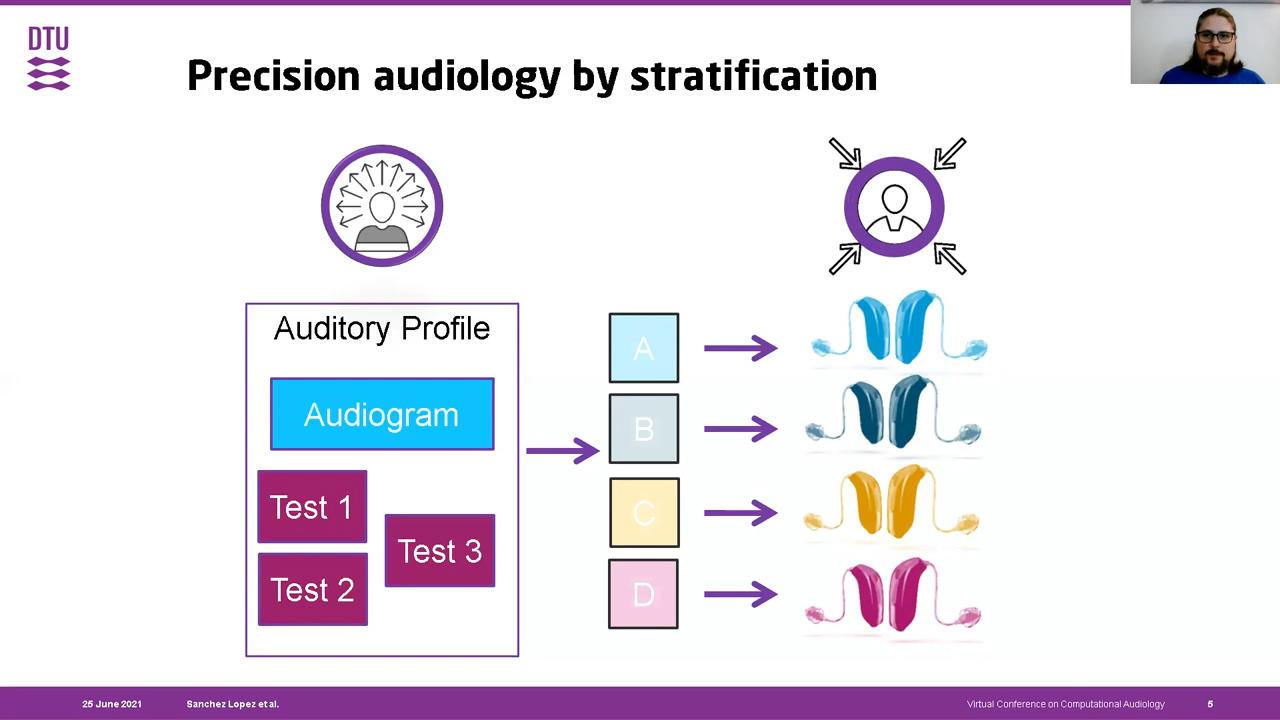 DTU
Precision audiology by stratification
Auditory Profile
Audiogram
Test 1
Test 2
Test 3
A
B
C
D
25 June 2021 Sanchez Lopez et al. Virtual Conference on Computational Audiology 5